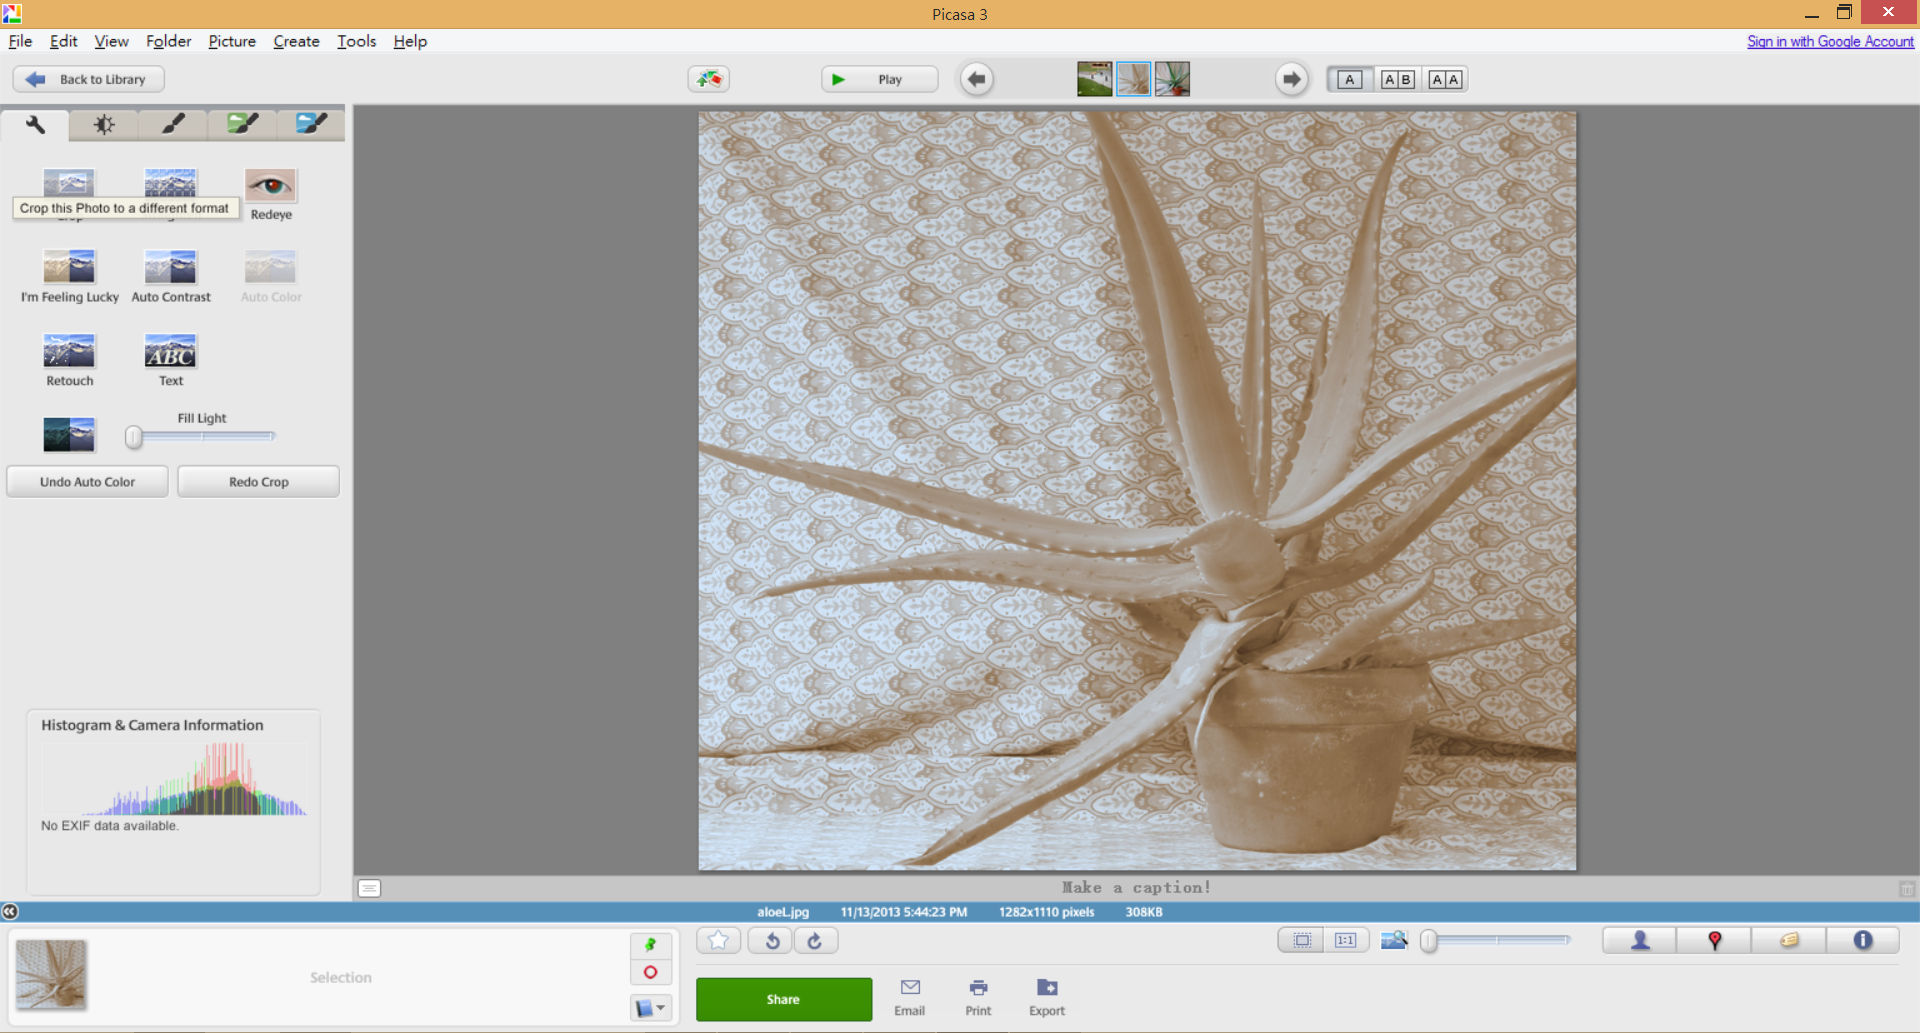 Picasa 3
File Edit View Folder Picture Create Tools Help
Sign in with Google Account
Back to Library
Play
A A B A A
Crop this Photo to a different format
Redeye
I'm Feeling Lucky
Auto Contrast
Auto Color
Retouch
ABC
Text
Fill Light
Undo Auto Color
Redo Crop
Histogram & Camera Information
No EXIF data available.
Make a caption!
aloeL.jpg 11/13/2013 5:44:23 PM 1282x1110 pixels 308KB
Selection
1:1
Share
Email
Print
Export